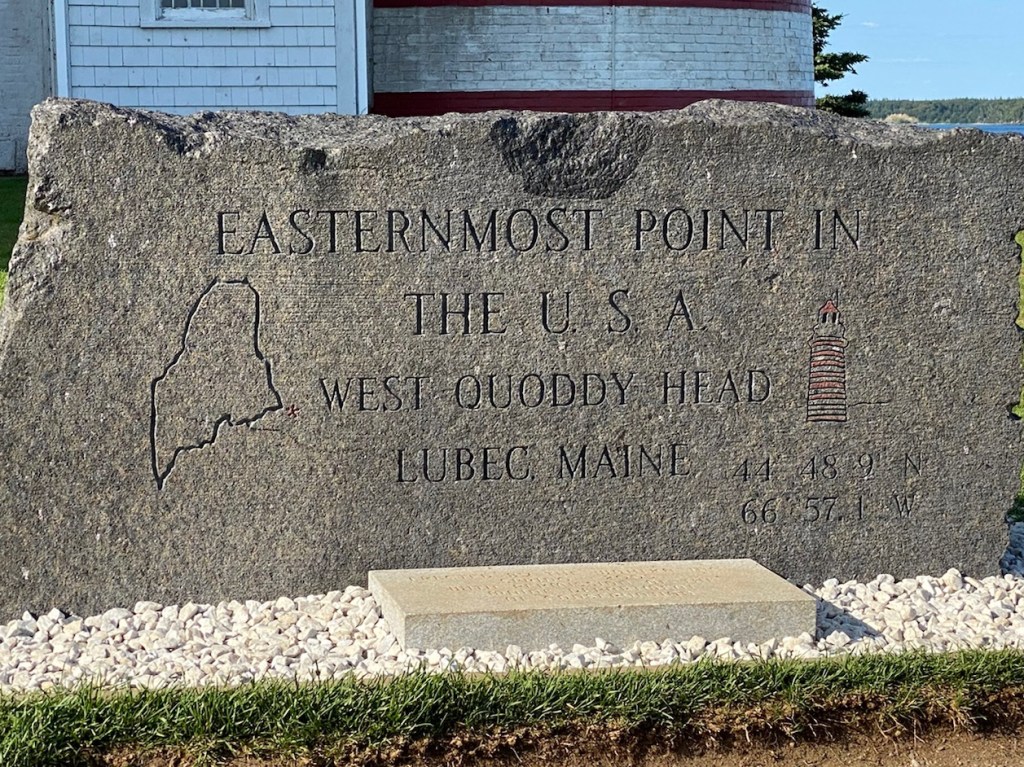 EASTERNMOST POINT IN
THE U. S. A.
WEST QUODDY HEAD
LUBEC, MAINE
44 48.9' N
66 57.1' W